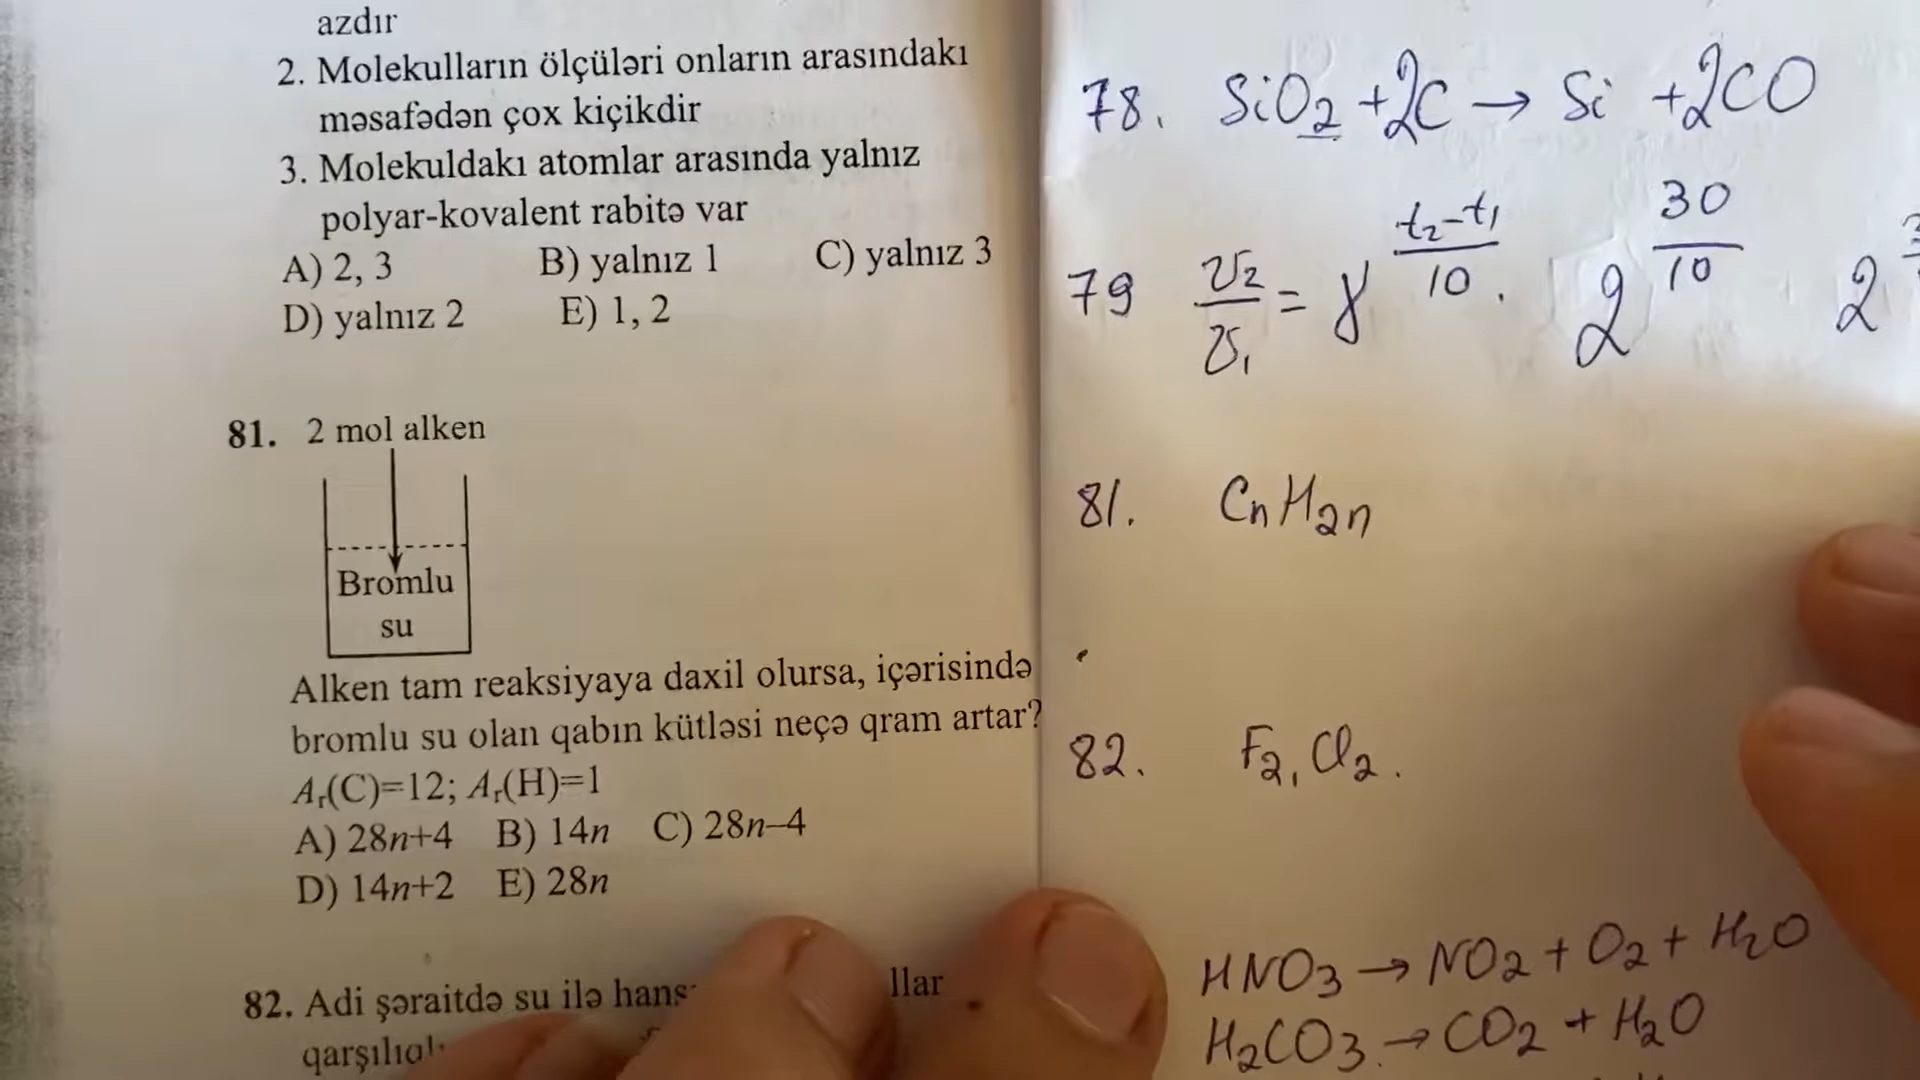 azdır
2. Molekulların ölçüləri onların arasındakı
məsafədən çox kiçikdir
3. Molekuldakı atomlar arasında yalnız
polyar-kovalent rabitə var
A) 2, 3 B) yalnız 1 C) yalnız 3
D) yalnız 2 E) 1, 2
81. 2 mol alken
Bromlu
su
Alken tam reaksiyaya daxil olursa, içərisində
bromlu su olan qabın kütləsi neçə qram artar?
Aᵣ(C)=12; Aᵣ(H)=1
A) 28n+4 B) 14n C) 28n–4
D) 14n+2 E) 28n
82. Adi şəraitdə su ilə
78. SiO₂ + 2C → Si + 2CO
79 v₂/v₁ = γ^((t₂-t₁)/10). 2^(30/10) 2
81. CnH2n
82. F₂, Cl₂.
HNO₃ → NO₂ + O₂ + H₂O
H₂CO₃ → CO₂ + H₂O